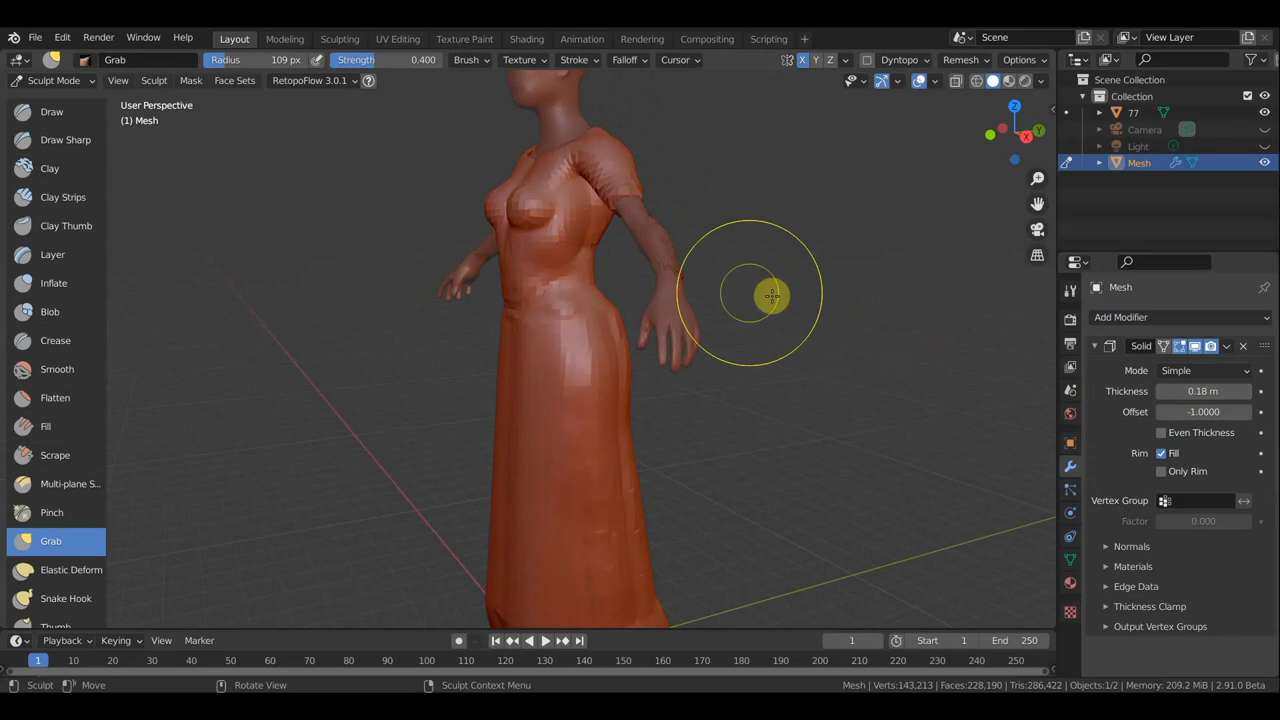 File Edit Render Window Help Layout Modeling Sculpting UV Editing Texture Paint Shading Animation Rendering Compositing Scripting + Scene View Layer
Grab Radius 109 px Strength 0.400 Brush Texture Stroke Falloff Cursor X Y Z Dyntopo Remesh Options
Sculpt Mode View Sculpt Mask Face Sets RetopoFlow 3.0.1 ?
Scene Collection
Collection
77
Camera
Light
Mesh
User Perspective
(1) Mesh
Z
Y
X
Draw
Draw Sharp
Clay
Clay Strips
Clay Thumb
Layer
Inflate
Blob
Crease
Smooth
Flatten
Fill
Scrape
Multi-plane S...
Pinch
Grab
Elastic Deform
Snake Hook
Thumb
Mesh
Add Modifier
Solid
Mode Simple
Thickness 0.18 m
Offset -1.0000
Even Thickness
Rim Fill
Only Rim
Vertex Group
Factor 0.000
Normals
Materials
Edge Data
Thickness Clamp
Output Vertex Groups
Playback Keying View Marker 1 Start 1 End 250
1 10 20 30 40 50 60 70 80 90 100 110 120 130 140 150 160 170 180 190 200 210 220 230 240 250
Sculpt Move Rotate View Sculpt Context Menu Mesh | Verts:143,213 | Faces:228,190 | Tris:286,422 | Objects:1/2 | Memory: 209.2 MiB | 2.91.0 Beta